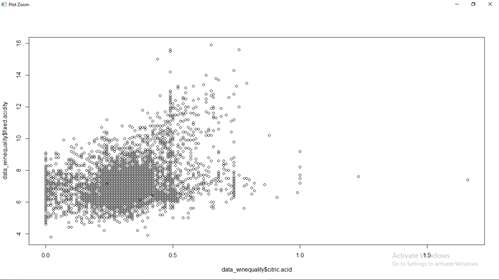 Plot Zoom
16
14
12
10
8
6
4
data_winequality$fixed.acidity
0.0
0.5
1.0
1.5
data_winequality$citric.acid
Activate Windows
Go to Settings to activate Windows.